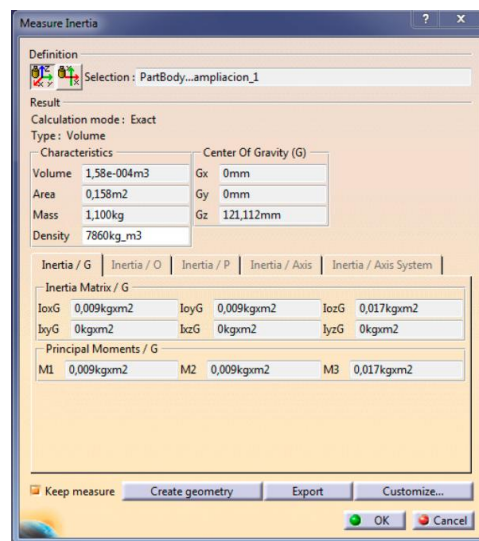 Measure Inertia
Definition
Selection : PartBody...ampliacion_1
Result
Calculation mode : Exact
Type : Volume
Characteristics Center Of Gravity (G)
Volume 1,58e-004m3 Gx 0mm
Area 0,158m2 Gy 0mm
Mass 1,100kg Gz 121,112mm
Density 7860kg_m3
Inertia / G Inertia / O Inertia / P Inertia / Axis Inertia / Axis System
Inertia Matrix / G
IoxG 0,009kgxm2 IoyG 0,009kgxm2 IozG 0,017kgxm2
IxyG 0kgxm2 IxzG 0kgxm2 IyzG 0kgxm2
Principal Moments / G
M1 0,009kgxm2 M2 0,009kgxm2 M3 0,017kgxm2
Keep measure Create geometry Export Customize...
OK Cancel